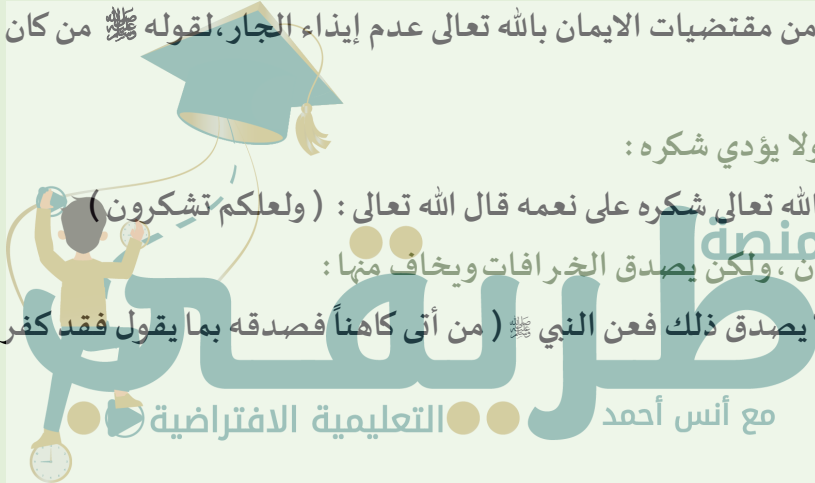 من مقتضيات الايمان بالله تعالى عدم إيذاء الجار، لقوله ﷺ من كان
ولا يؤدي شكره :
الله تعالى شكره على نعمه قال الله تعالى : ( ولعلكم تشكرون )
ن ، ولكن يصدق الخرافات ويخاف منها :
يصدق ذلك فعن النبي ﷺ ( من أتى كاهناً فصدقه بما يقول فقد كفر
منصة
طريقي
التعليمية الافتراضية
مع أنس أحمد